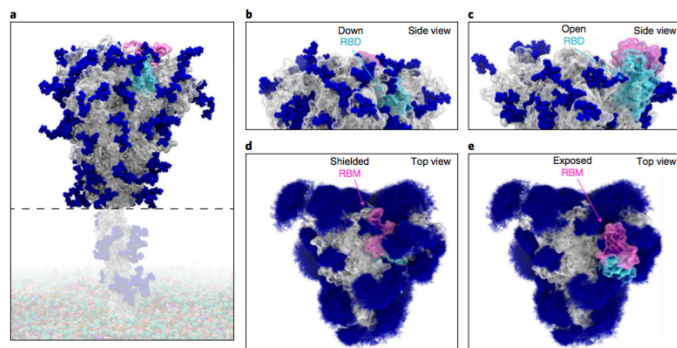 a
b
Down
RBD
Side view
c
Open
RBD
Side view
d
Shielded
RBM
Top view
e
Exposed
RBM
Top view